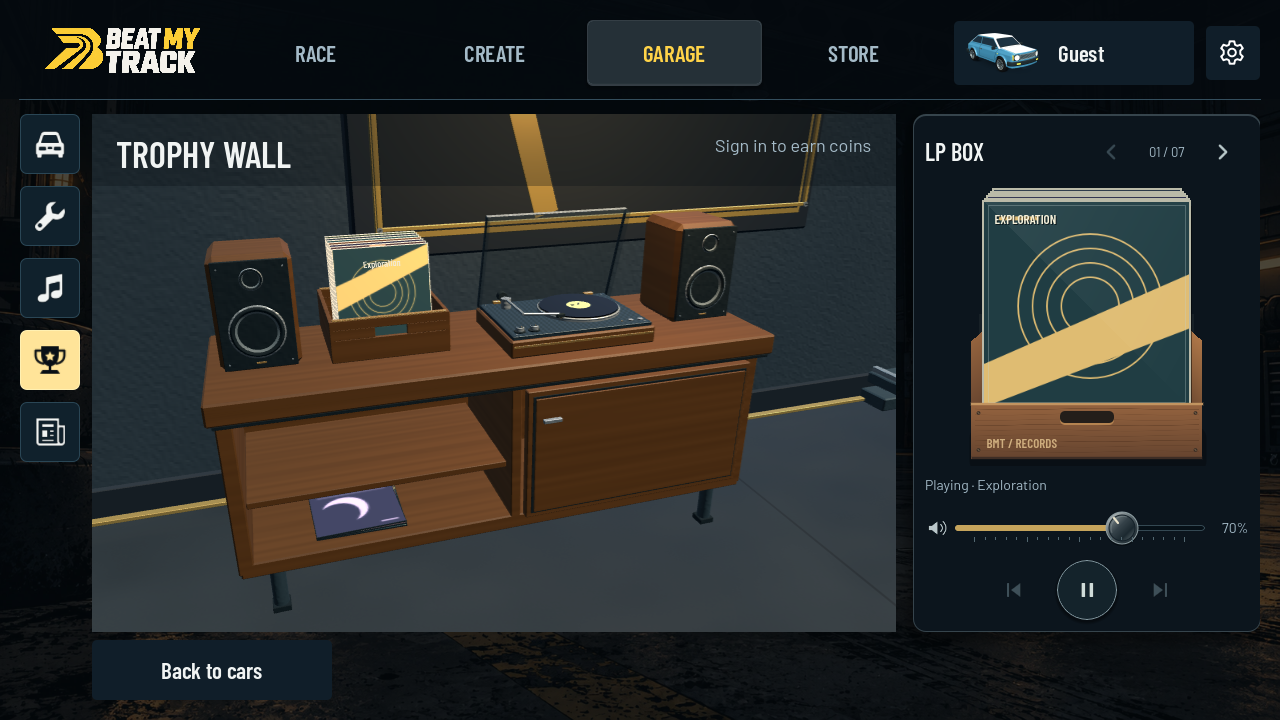 BEAT MY
TRACK
RACE
CREATE
GARAGE
STORE
Guest
TROPHY WALL
Sign in to earn coins
Exploration
LP BOX
01 / 07
EXPLORATION
BMT / RECORDS
Playing · Exploration
70%
Back to cars